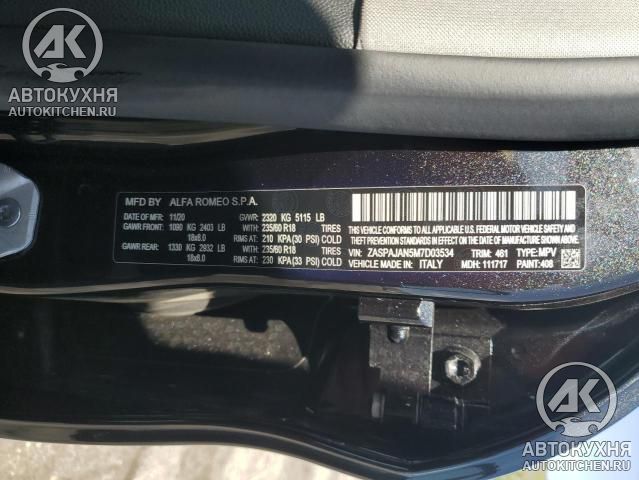 AK
АВТОКУХНЯ
AUTOKITCHEN.RU
MFD BY ALFA ROMEO S.P.A.
DATE OF MFD: 11/20 GVWR: 2320 KG 5115 LB
GAWR FRONT: 1090 KG 2403 LB WITH 235/60 R18 TIRES
18x8.0 RIMS AT: 210 KPA (30 PSI) COLD
GAWR REAR: 1330 KG 2932 LB WITH 235/60 R18 TIRES
18x8.0 RIMS AT: 230 KPA (33 PSI) COLD
THIS VEHICLE CONFORMS TO ALL APPLICABLE U.S. FEDERAL MOTOR VEHICLE SAFETY, BUMPER, AND
THEFT PREVENTION STANDARDS IN EFFECT ON THE DATE OF MANUFACTURE SHOWN ABOVE.
VIN: ZASPAJAN5M7D03534 TRIM: 461 TYPE: MPV
VEHICLE MADE IN: ITALY MDH: 111717 PAINT: 408
AK
АВТОКУХНЯ
AUTOKITCHEN.RU